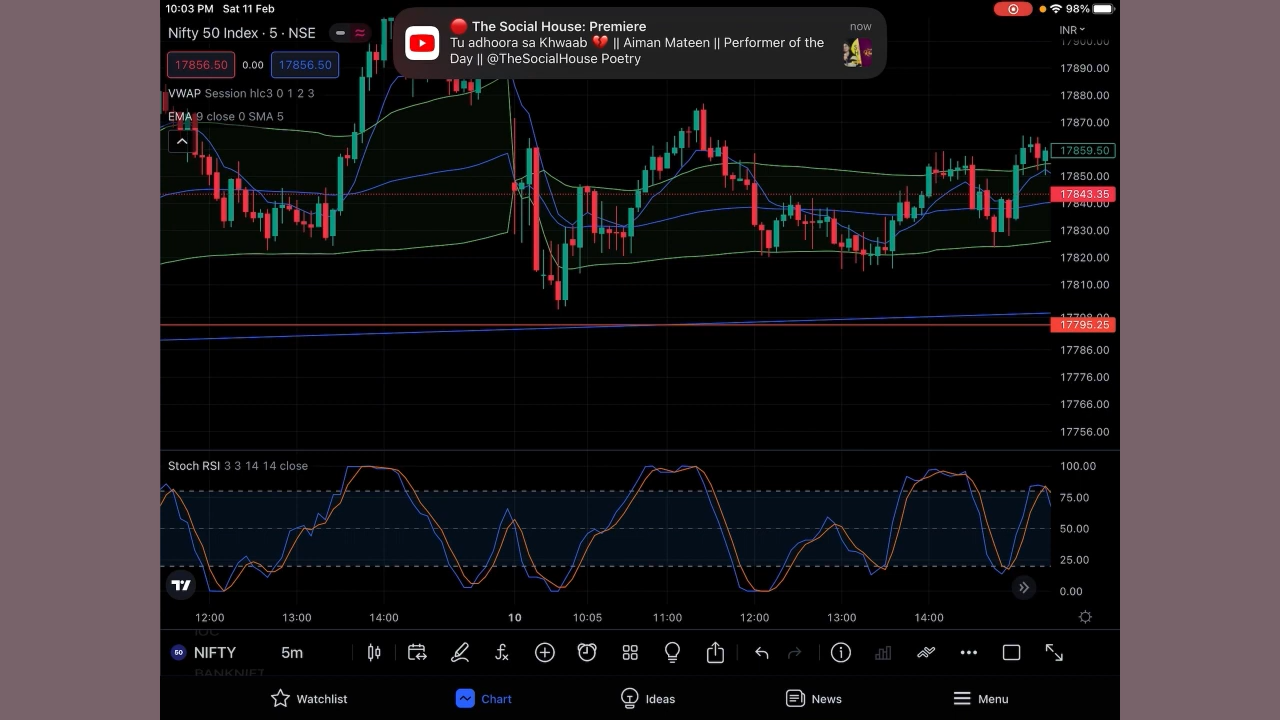 10:03 PM Sat 11 Feb
98%
🔴 The Social House: Premiere
now
Tu adhoora sa Khwaab 💔 || Aiman Mateen || Performer of the
Day || @TheSocialHouse Poetry
Nifty 50 Index · 5 · NSE
INR
17900.00
17856.50 0.00 17856.50
17890.00
VWAP Session hlc3 0 1 2 3
17880.00
EMA 9 close 0 SMA 5
17870.00
17859.50
17850.00
17843.35
17840.00
17830.00
17820.00
17810.00
17795.25
17786.00
17776.00
17766.00
17756.00
Stoch RSI 3 3 14 14 close
100.00
75.00
50.00
25.00
0.00
12:00 13:00 14:00 10 10:05 11:00 12:00 13:00 14:00
IOC
50 NIFTY 5m
BANKNIFT
Watchlist Chart Ideas News Menu